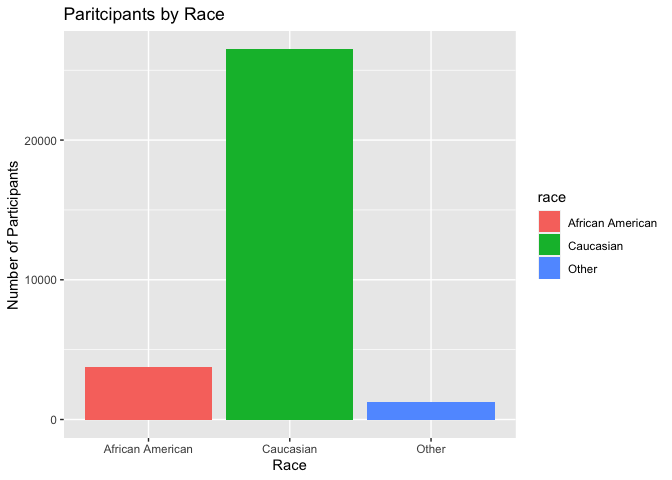 Paritcipants by Race
Number of Participants
20000
10000
0
African American
Caucasian
Other
Race
race
African American
Caucasian
Other